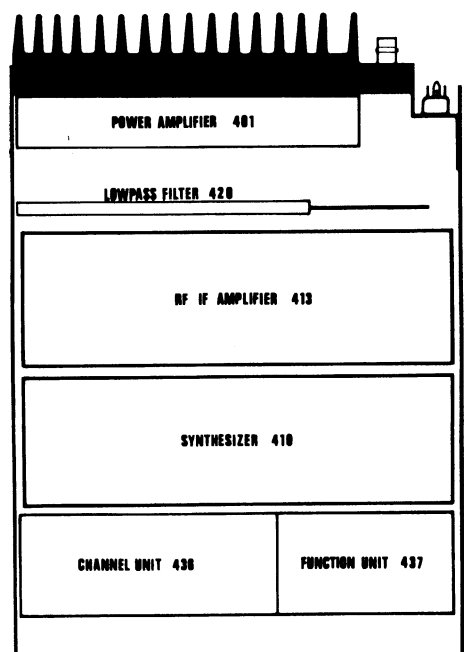 POWER AMPLIFIER 401
LOWPASS FILTER 420
RF IF AMPLIFIER 413
SYNTHESIZER 410
CHANNEL UNIT 436
FUNCTION UNIT 437